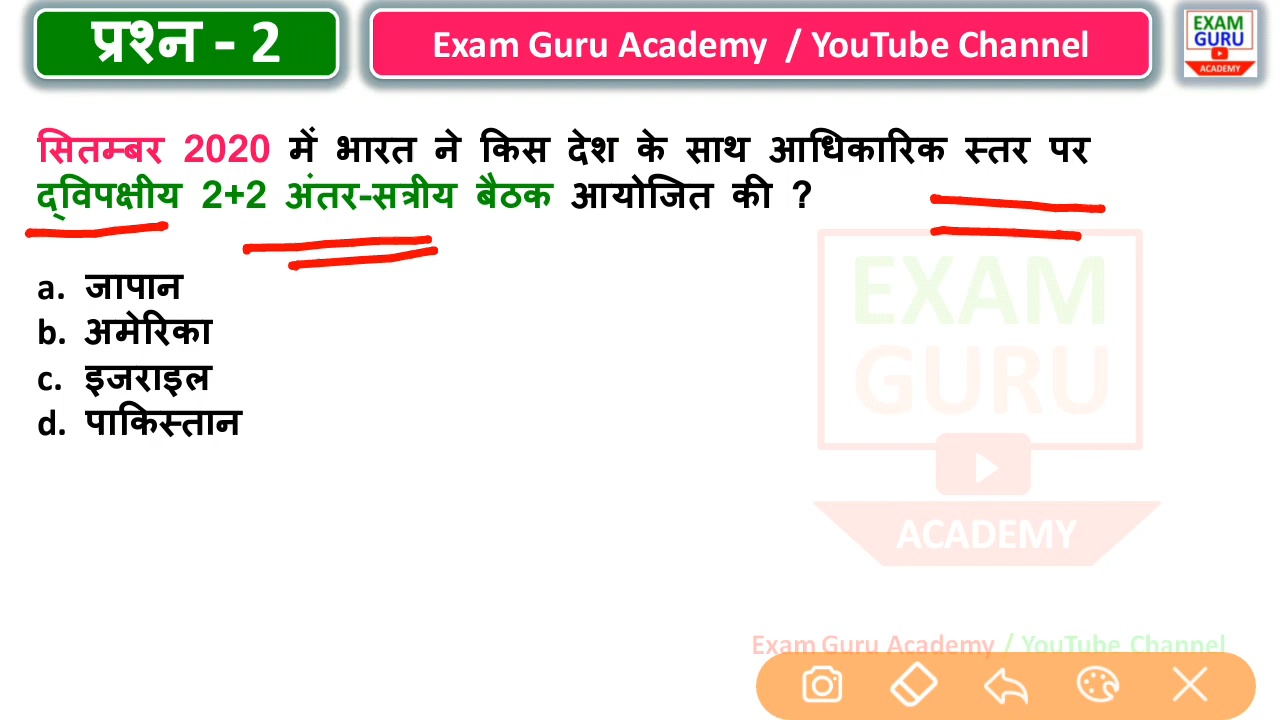 प्रश्न - 2
Exam Guru Academy / YouTube Channel
EXAM
GURU
ACADEMY
सितम्बर 2020 में भारत ने किस देश के साथ आधिकारिक स्तर पर
द्विपक्षीय 2+2 अंतर-सत्रीय बैठक आयोजित की ?
a. जापान
b. अमेरिका
c. इजराइल
d. पाकिस्तान
EXAM
GURU
ACADEMY
Exam Guru Academy / YouTube Channel